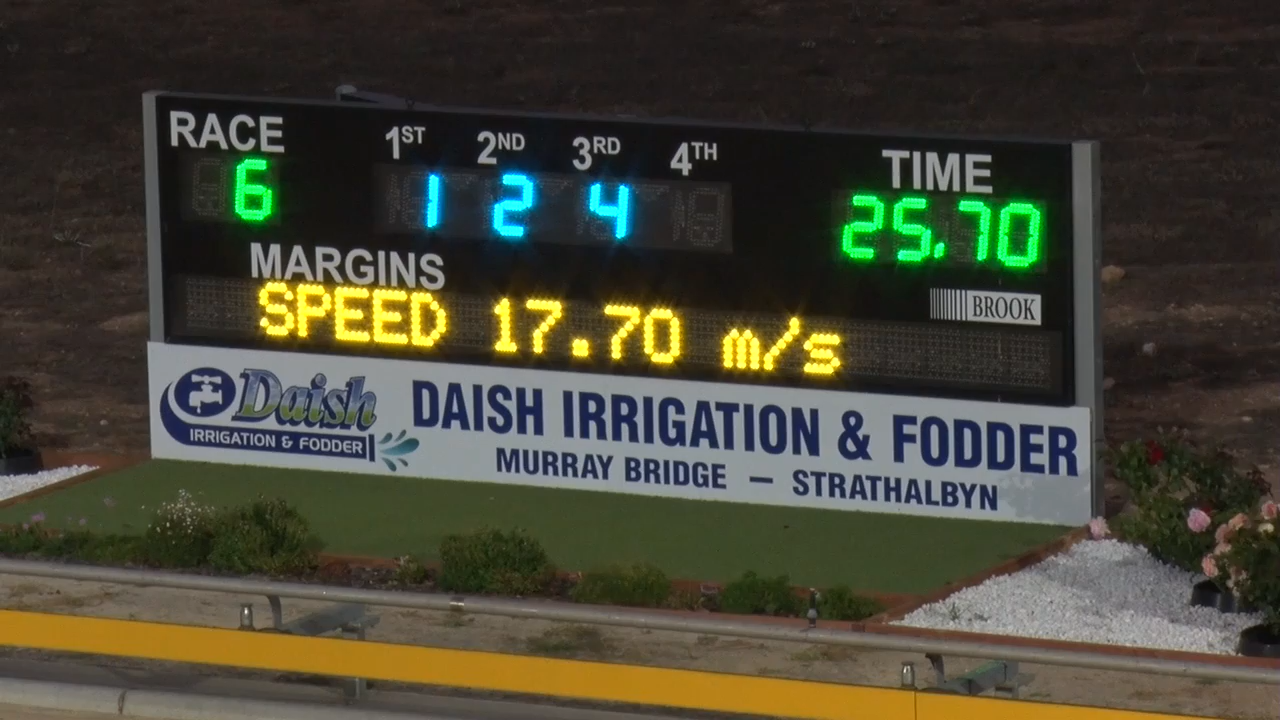 RACE 1ST 2ND 3RD 4TH TIME
6 1 2 4 25.70
MARGINS
BROOK
SPEED 17.70 m/s
Daish
IRRIGATION & FODDER
DAISH IRRIGATION & FODDER
MURRAY BRIDGE — STRATHALBYN